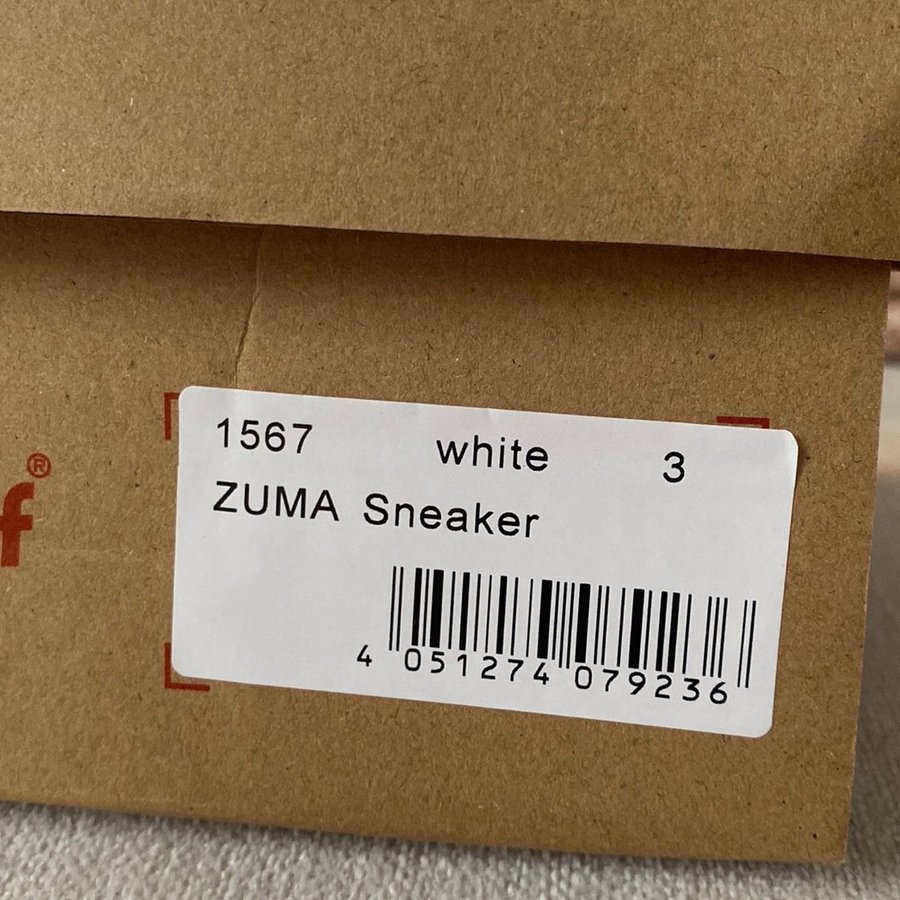 1567 white 3
ZUMA Sneaker
4 051274 079236
f®